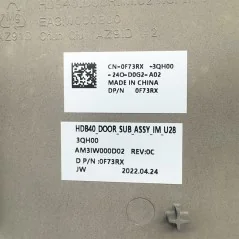 CN-0F73RX -3QH00
-240-D0G2-A02
MADE IN CHINA
DP/N 0F73RX
HDB40_DOOR_SUB_ASSY_IM_U28
3QH00
AM3IW000D02 REV:0C
D P/N :0F73RX
JW 2022.04.24